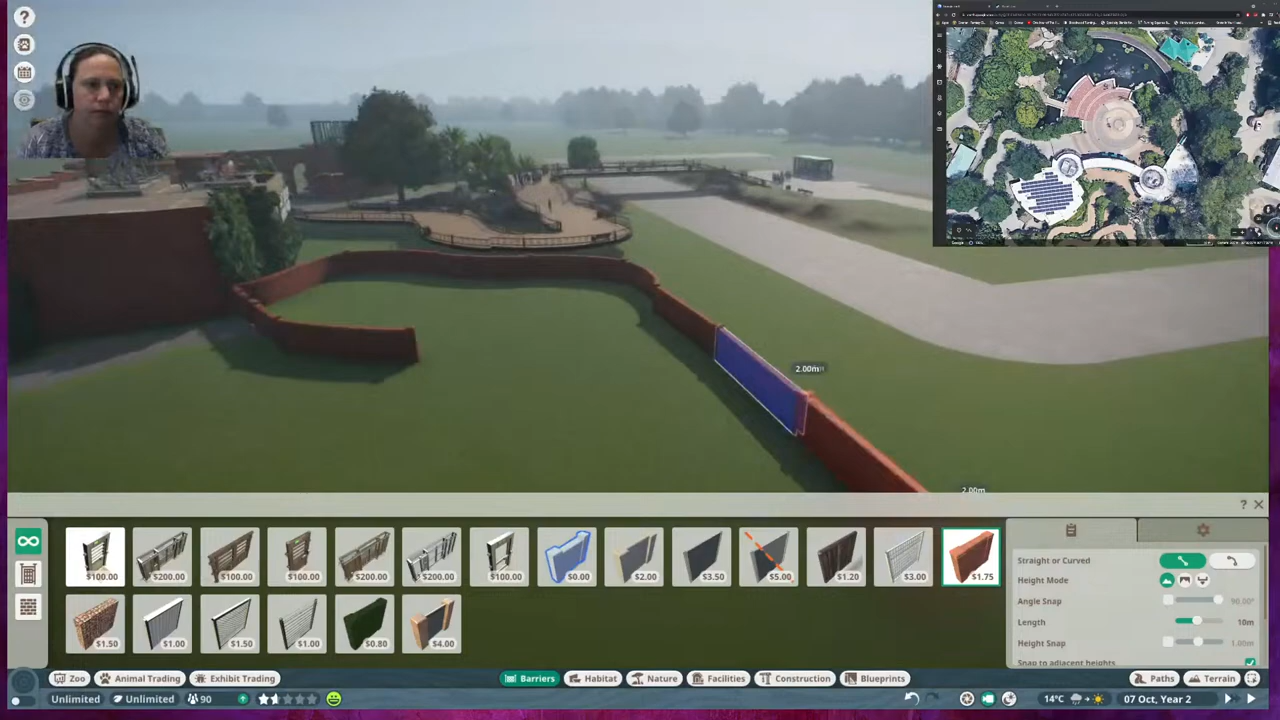 ?
2.00m
2.00m
? ×
$100.00 $200.00 $100.00 $100.00 $200.00 $200.00 $100.00 $0.00 $2.00 $3.50 $5.00 $1.20 $3.00 $1.75
$1.50 $1.00 $1.50 $1.00 $0.80 $4.00
Straight or Curved
Height Mode
Angle Snap 90.00°
Length 10m
Height Snap 1.00m
Snap to adjacent heights
Zoo Animal Trading Exhibit Trading Barriers Habitat Nature Facilities Construction Blueprints Paths Terrain
Unlimited Unlimited 90 14°C 07 Oct, Year 2